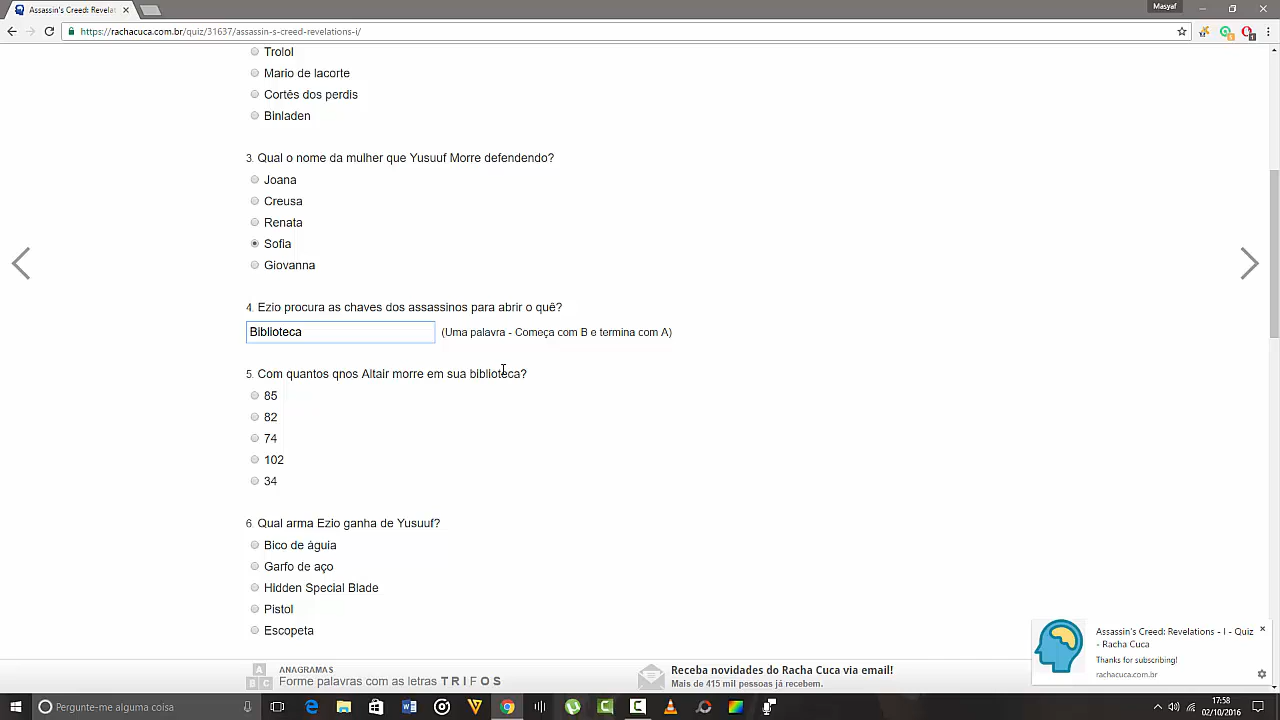 Assassin's Creed: Revelat
Masyaf
https://rachacuca.com.br/quiz/31637/assassin-s-creed-revelations-i/
Trolol
Mario de lacorte
Cortês dos perdis
Binladen
3. Qual o nome da mulher que Yusuuf Morre defendendo?
Joana
Creusa
Renata
Sofia
Giovanna
4. Ezio procura as chaves dos assassinos para abrir o quê?
Biblioteca (Uma palavra - Começa com B e termina com A)
5. Com quantos qnos Altair morre em sua biblioteca?
85
82
74
102
34
6. Qual arma Ezio ganha de Yusuuf?
Bico de águia
Garfo de aço
Hidden Special Blade
Pistol
Escopeta
Assassin's Creed: Revelations - I - Quiz
- Racha Cuca
Thanks for subscribing!
rachacuca.com.br
A
B C
ANAGRAMAS
Forme palavras com as letras T R I F O S
Receba novidades do Racha Cuca via email!
Mais de 415 mil pessoas já recebem.
Pergunte-me alguma coisa
17:58
02/10/2016